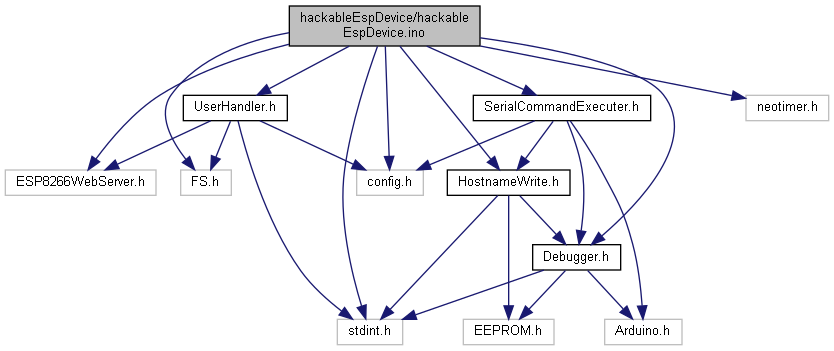 hackableEspDevice/hackable
EspDevice.ino
UserHandler.h
SerialCommandExecuter.h
neotimer.h
ESP8266WebServer.h
FS.h
config.h
HostnameWrite.h
Debugger.h
stdint.h
EEPROM.h
Arduino.h